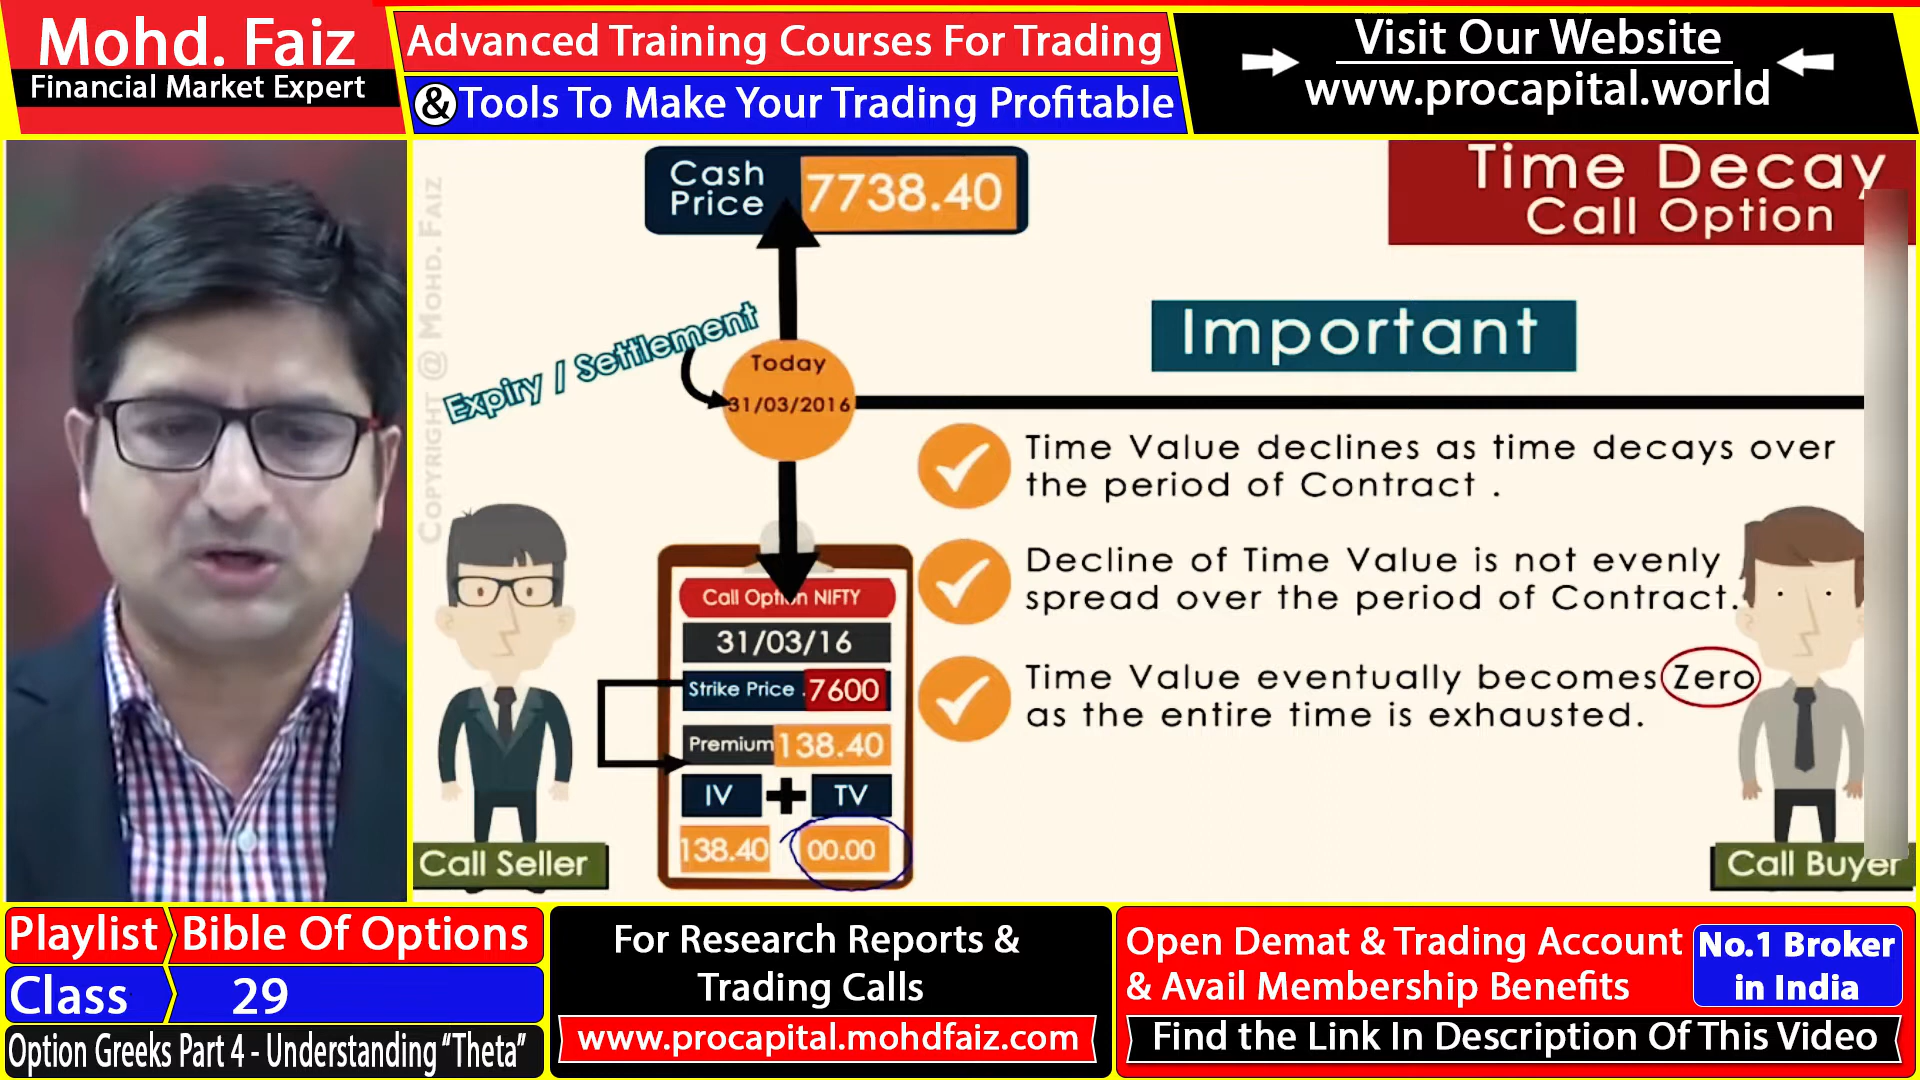 Mohd. Faiz
Financial Market Expert
Advanced Training Courses For Trading
& Tools To Make Your Trading Profitable
Visit Our Website
www.procapital.world
Copyright @ Mohd. Faiz
Cash
Price
7738.40
Time Decay
Call Option
Expiry / Settlement
Today
31/03/2016
Important
Time Value declines as time decays over
the period of Contract .
Decline of Time Value is not evenly
spread over the period of Contract.
Time Value eventually becomes Zero
as the entire time is exhausted.
Call Option NIFTY
31/03/16
Strike Price . 7600
Premium 138.40
IV + TV
138.40 00.00
Call Seller
Call Buyer
Playlist Bible Of Options
Class 29
Option Greeks Part 4 - Understanding “Theta”
For Research Reports &
Trading Calls
www.procapital.mohdfaiz.com
Open Demat & Trading Account
& Avail Membership Benefits
No.1 Broker
in India
Find the Link In Description Of This Video